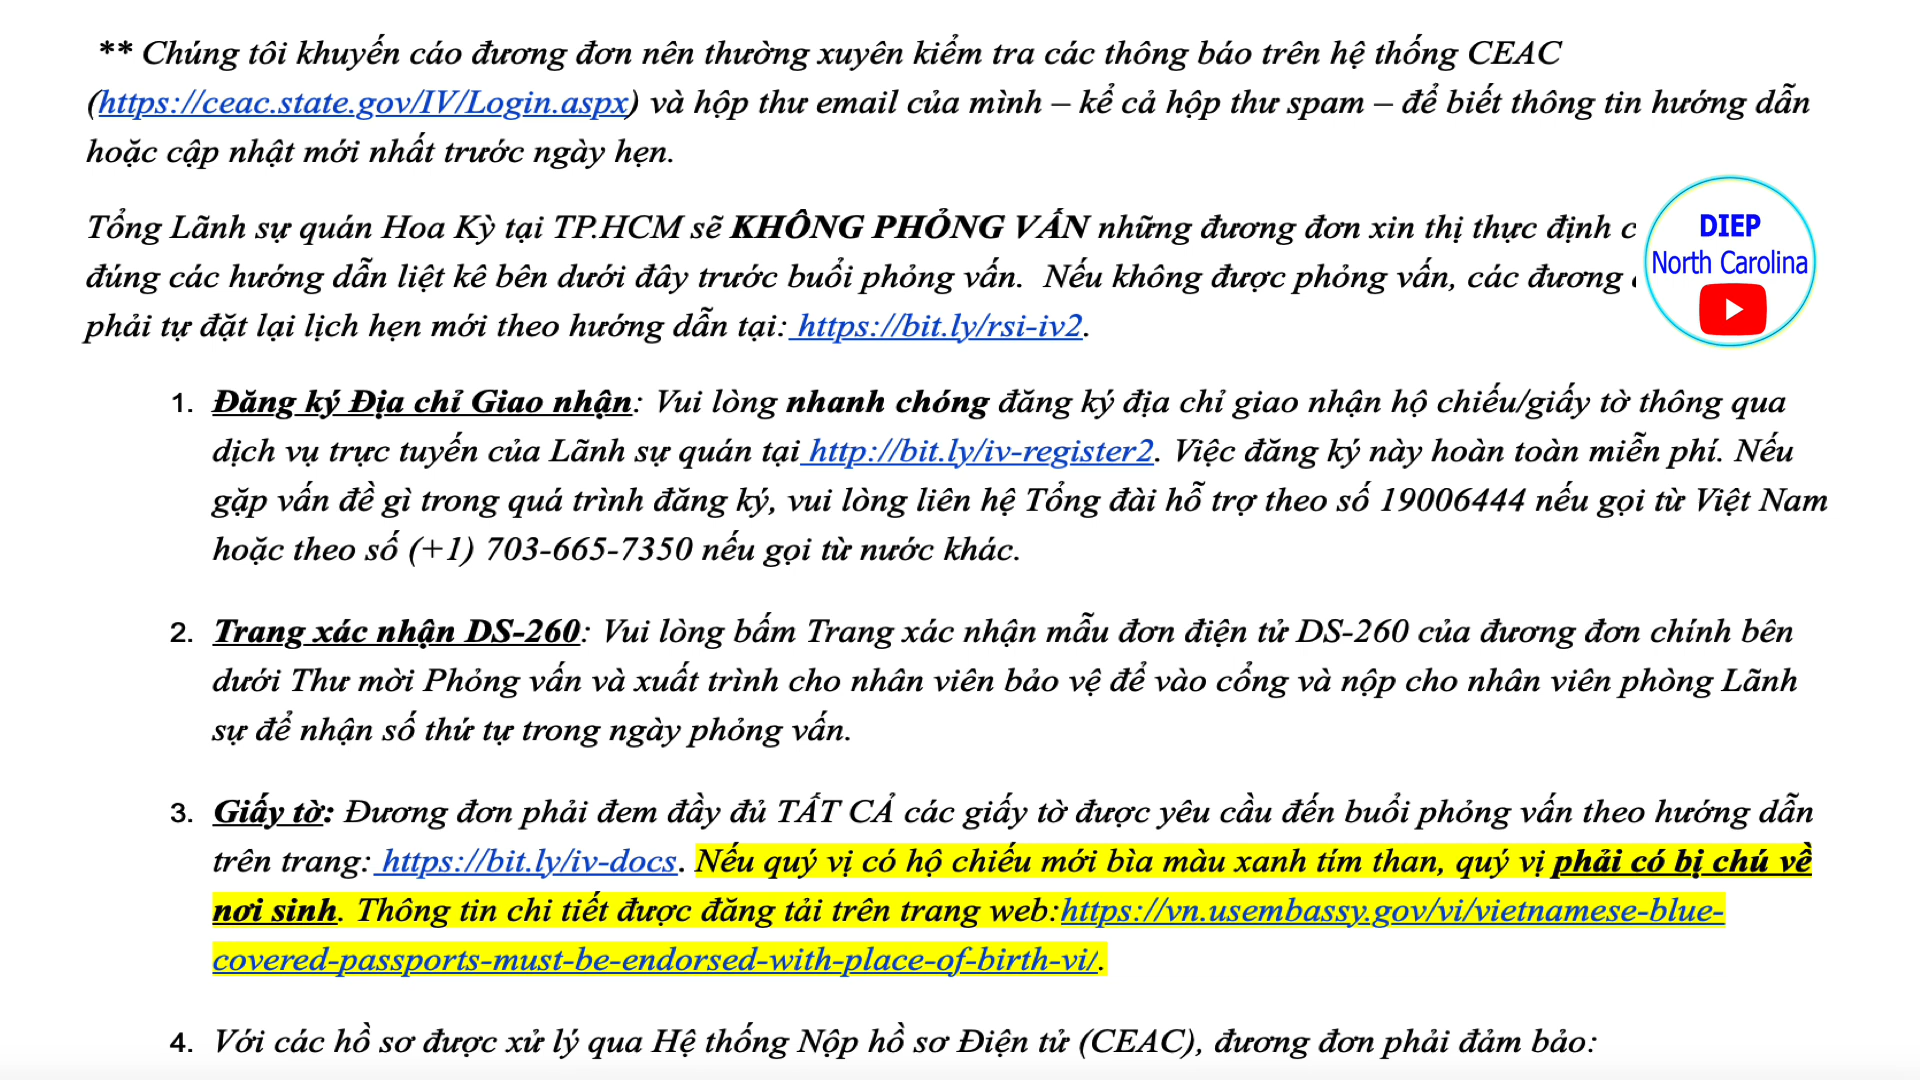 ** Chúng tôi khuyến cáo đương đơn nên thường xuyên kiểm tra các thông báo trên hệ thống CEAC
(https://ceac.state.gov/IV/Login.aspx) và hộp thư email của mình – kể cả hộp thư spam – để biết thông tin hướng dẫn
hoặc cập nhật mới nhất trước ngày hẹn.
Tổng Lãnh sự quán Hoa Kỳ tại TP.HCM sẽ KHÔNG PHỎNG VẤN những đương đơn xin thị thực định c
đúng các hướng dẫn liệt kê bên dưới đây trước buổi phỏng vấn. Nếu không được phỏng vấn, các đương
phải tự đặt lại lịch hẹn mới theo hướng dẫn tại: https://bit.ly/rsi-iv2.
DIEP
North Carolina
1. Đăng ký Địa chỉ Giao nhận: Vui lòng nhanh chóng đăng ký địa chỉ giao nhận hộ chiếu/giấy tờ thông qua
dịch vụ trực tuyến của Lãnh sự quán tại http://bit.ly/iv-register2. Việc đăng ký này hoàn toàn miễn phí. Nếu
gặp vấn đề gì trong quá trình đăng ký, vui lòng liên hệ Tổng đài hỗ trợ theo số 19006444 nếu gọi từ Việt Nam
hoặc theo số (+1) 703-665-7350 nếu gọi từ nước khác.
2. Trang xác nhận DS-260: Vui lòng bấm Trang xác nhận mẫu đơn điện tử DS-260 của đương đơn chính bên
dưới Thư mời Phỏng vấn và xuất trình cho nhân viên bảo vệ để vào cổng và nộp cho nhân viên phòng Lãnh
sự để nhận số thứ tự trong ngày phỏng vấn.
3. Giấy tờ: Đương đơn phải đem đầy đủ TẤT CẢ các giấy tờ được yêu cầu đến buổi phỏng vấn theo hướng dẫn
trên trang: https://bit.ly/iv-docs. Nếu quý vị có hộ chiếu mới bìa màu xanh tím than, quý vị phải có bị chú về
nơi sinh. Thông tin chi tiết được đăng tải trên trang web:https://vn.usembassy.gov/vi/vietnamese-blue-
covered-passports-must-be-endorsed-with-place-of-birth-vi/.
4. Với các hồ sơ được xử lý qua Hệ thống Nộp hồ sơ Điện tử (CEAC), đương đơn phải đảm bảo: